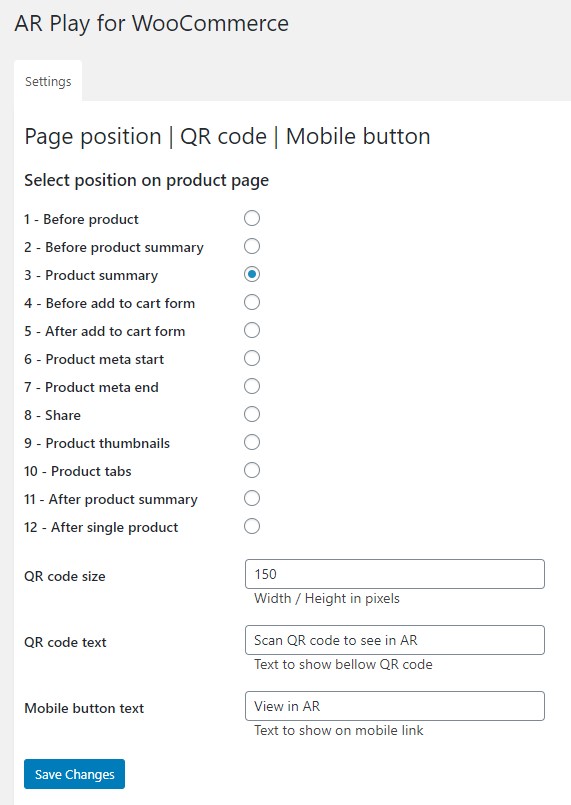 AR Play for WooCommerce
Settings
Page position | QR code | Mobile button
Select position on product page
1 - Before product
2 - Before product summary
3 - Product summary
4 - Before add to cart form
5 - After add to cart form
6 - Product meta start
7 - Product meta end
8 - Share
9 - Product thumbnails
10 - Product tabs
11 - After product summary
12 - After single product
QR code size 150
Width / Height in pixels
QR code text Scan QR code to see in AR
Text to show bellow QR code
Mobile button text View in AR
Text to show on mobile link
Save Changes